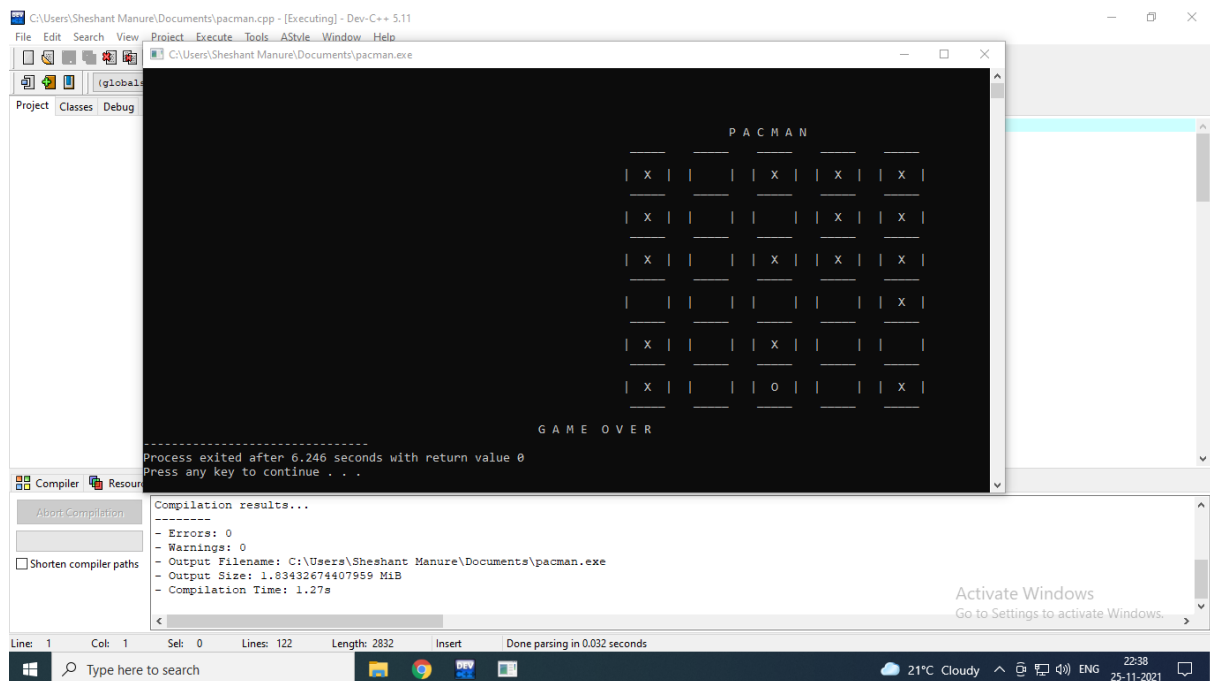 C:\Users\Sheshant Manure\Documents\pacman.cpp - [Executing] - Dev-C++ 5.11
File Edit Search View Project Execute Tools AStyle Window Help
C:\Users\Sheshant Manure\Documents\pacman.exe
(globals
Project Classes Debug
P A C M A N
| X | |   | | X | | X | | X |
| X | |   | |   | | X | | X |
| X | |   | | X | | X | | X |
|   | |   | |   | |   | | X |
| X | |   | | X | |   | |   |
| X | |   | | O | |   | | X |
G A M E  O V E R
--------------------------------
Process exited after 6.246 seconds with return value 0
Press any key to continue . . .
Compiler Resour
Abort Compilation
Shorten compiler paths
Compilation results...
--------
- Errors: 0
- Warnings: 0
- Output Filename: C:\Users\Sheshant Manure\Documents\pacman.exe
- Output Size: 1.83432674407959 MiB
- Compilation Time: 1.27s
Activate Windows
Go to Settings to activate Windows.
Line: 1 Col: 1 Sel: 0 Lines: 122 Length: 2832 Insert Done parsing in 0.032 seconds
Type here to search
DEV
21°C Cloudy
ENG
22:38
25-11-2021